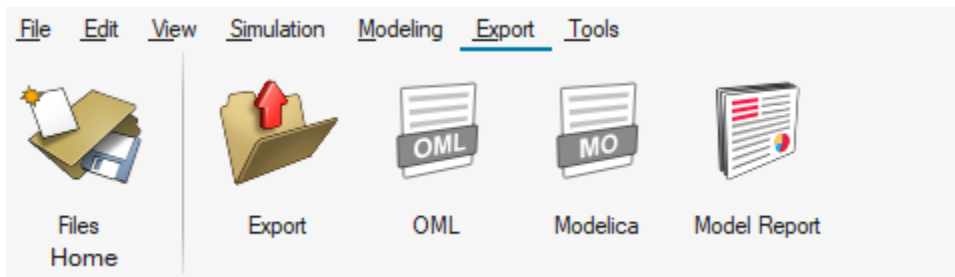 File Edit View Simulation Modeling Export Tools
OML MO
Files Export OML Modelica Model Report
Home